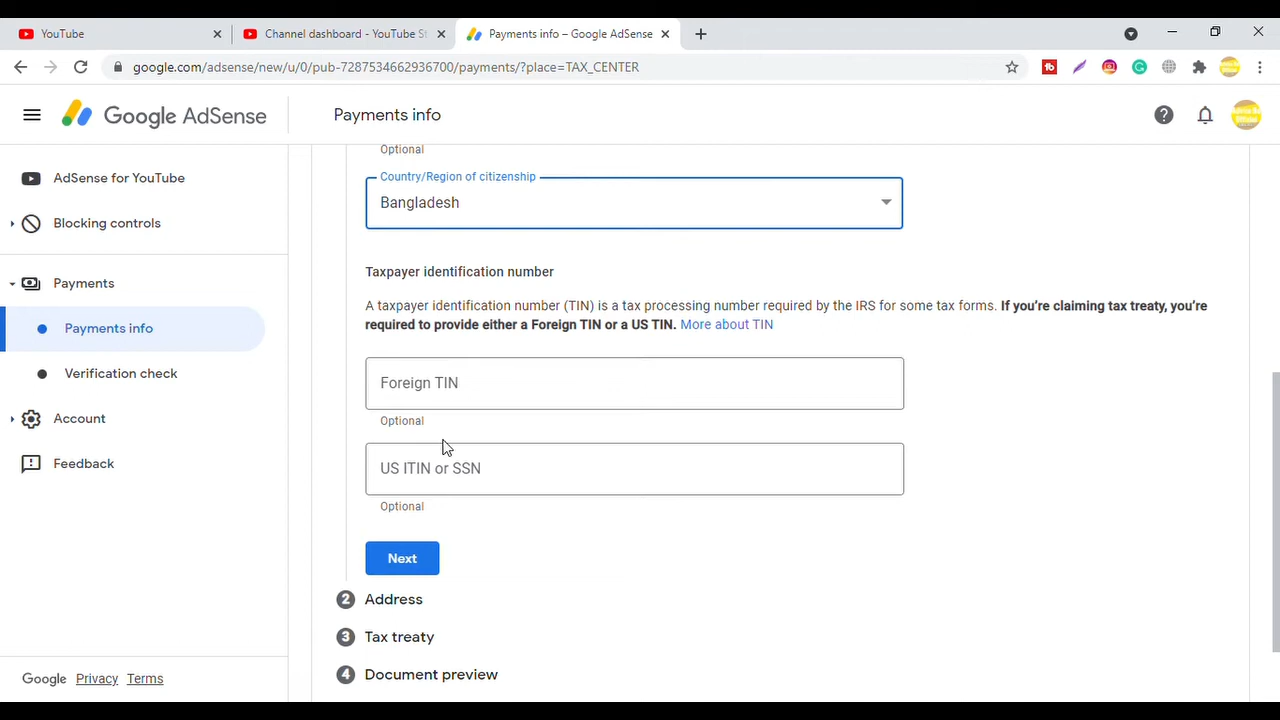 YouTube
Channel dashboard - YouTube St
Payments info – Google AdSense
google.com/adsense/new/u/0/pub-7287534662936700/payments/?place=TAX_CENTER
Google AdSense
Payments info
AdSense for YouTube
Blocking controls
Payments
Payments info
Verification check
Account
Feedback
Google Privacy Terms
Optional
Country/Region of citizenship
Bangladesh
Taxpayer identification number
A taxpayer identification number (TIN) is a tax processing number required by the IRS for some tax forms. If you’re claiming tax treaty, you’re
required to provide either a Foreign TIN or a US TIN. More about TIN
Foreign TIN
Optional
US ITIN or SSN
Optional
Next
2 Address
3 Tax treaty
4 Document preview